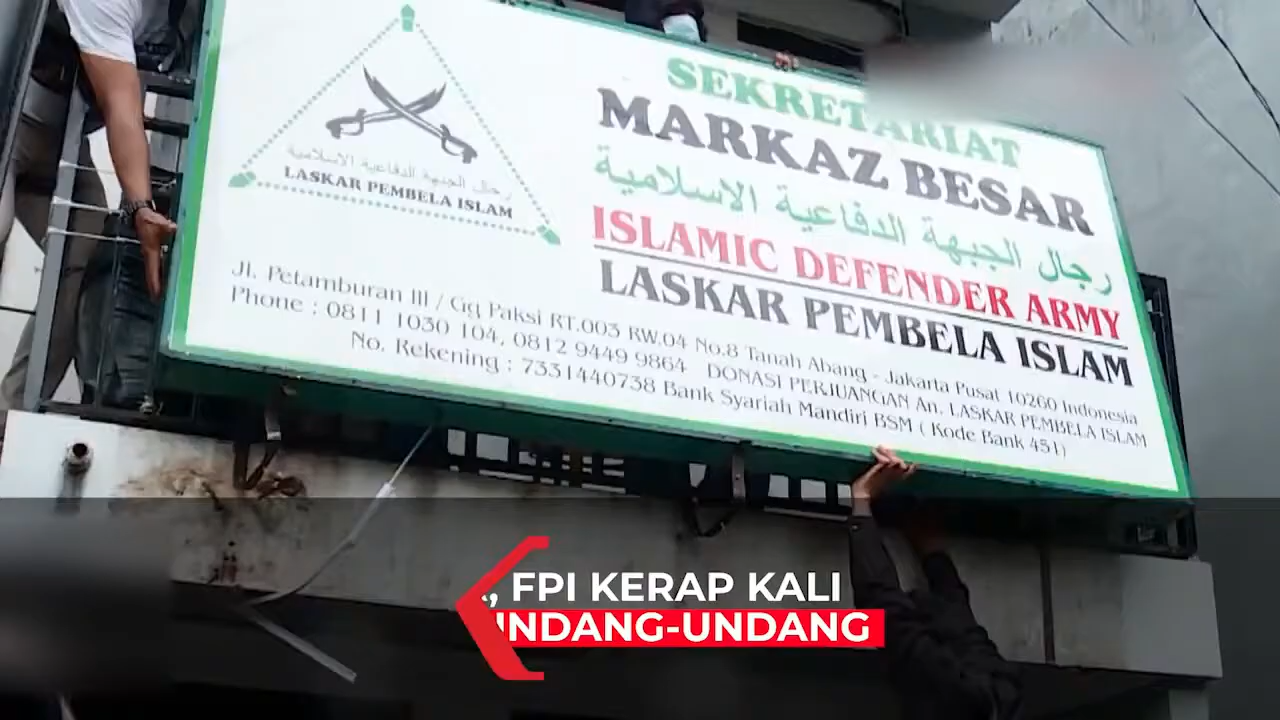 SEKRETARIAT
MARKAZ BESAR
رجال الجبهة الدفاعية الاسلامية
ISLAMIC DEFENDER ARMY
LASKAR PEMBELA ISLAM
رجال الجبهة الدفاعية الاسلامية
LASKAR PEMBELA ISLAM
Jl. Petamburan III / Gg Paksi RT.003 RW.04 No.8 Tanah Abang - Jakarta Pusat 10260 Indonesia
Phone : 0811 1030 104, 0812 9449 9864 DONASI PERJUANGAN An. LASKAR PEMBELA ISLAM
No. Rekening : 7331440738 Bank Syariah Mandiri BSM ( Kode Bank 451)
, FPI KERAP KALI
INDANG-UNDANG